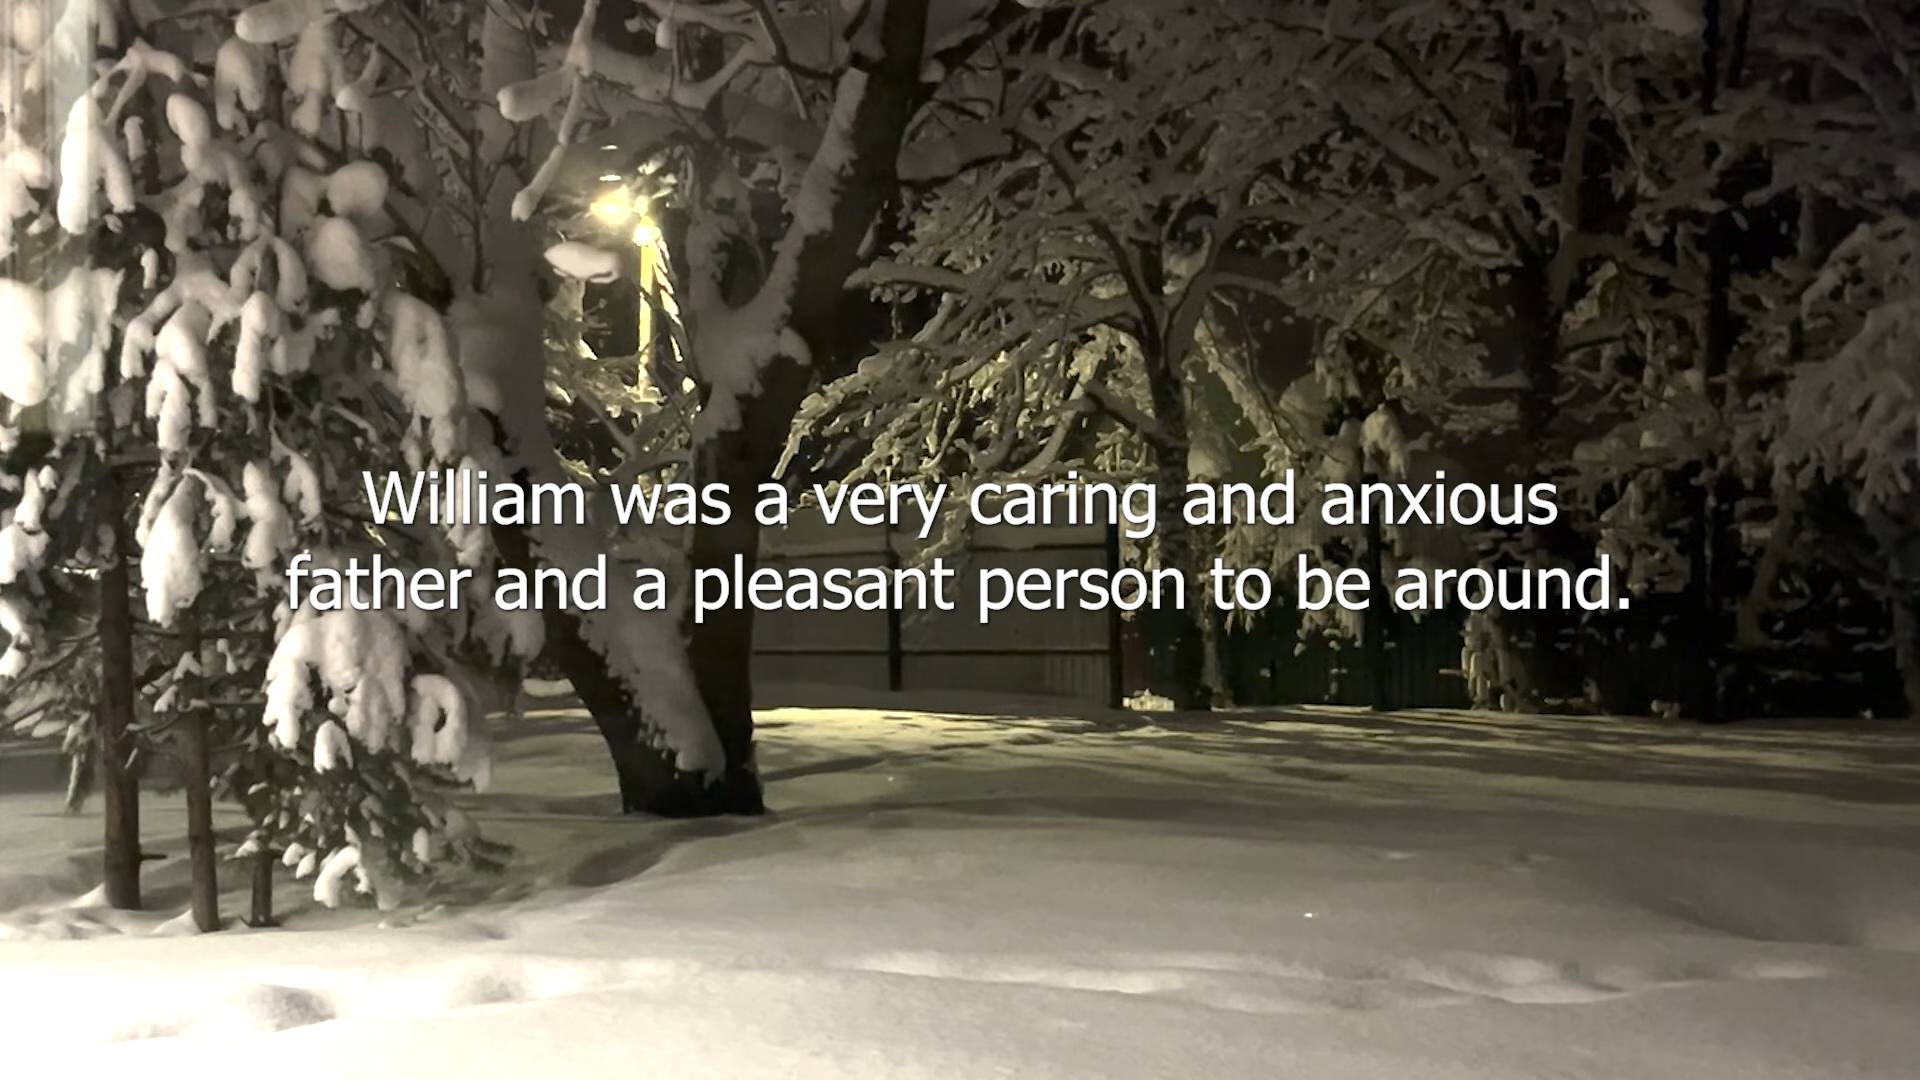 William was a very caring and anxious
father and a pleasant person to be around.